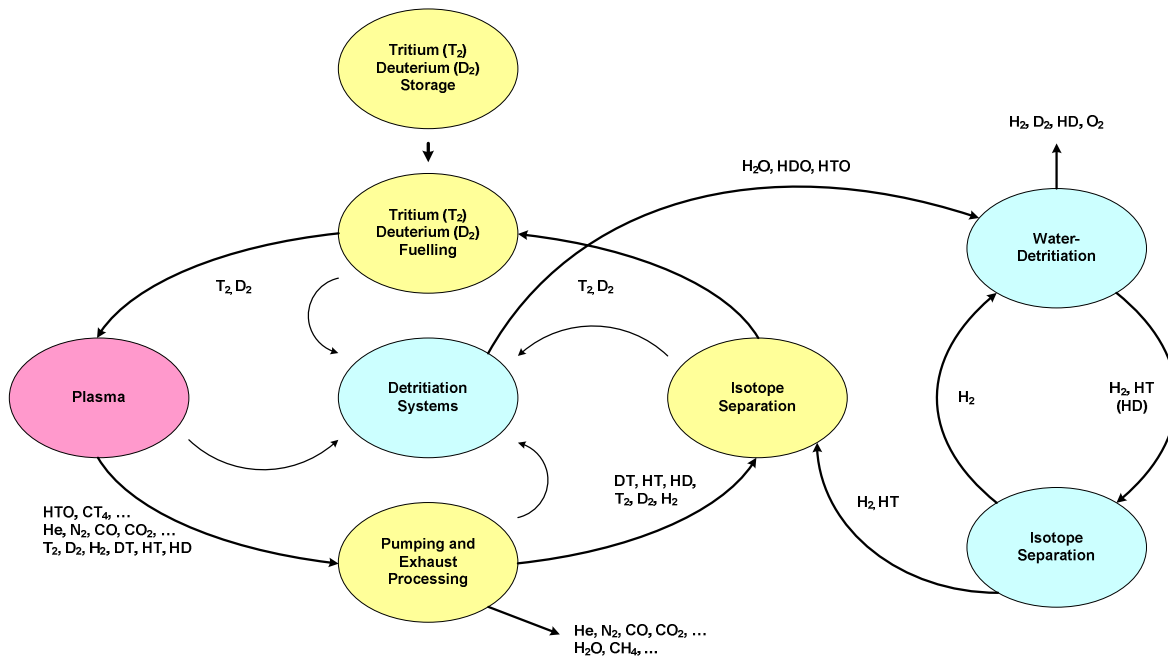 Tritium (T₂)
Deuterium (D₂)
Storage
H₂, D₂, HD, O₂
H₂O, HDO, HTO
Tritium (T₂)
Deuterium (D₂)
Fuelling
Water-
Detritiation
T₂, D₂
T₂, D₂
Plasma
Detritiation
Systems
Isotope
Separation
H₂
H₂, HT
(HD)
DT, HT, HD,
T₂, D₂, H₂
H₂, HT
HTO, CT₄, …
He, N₂, CO, CO₂, …
T₂, D₂, H₂, DT, HT, HD
Pumping and
Exhaust
Processing
Isotope
Separation
He, N₂, CO, CO₂, …
H₂O, CH₄, …